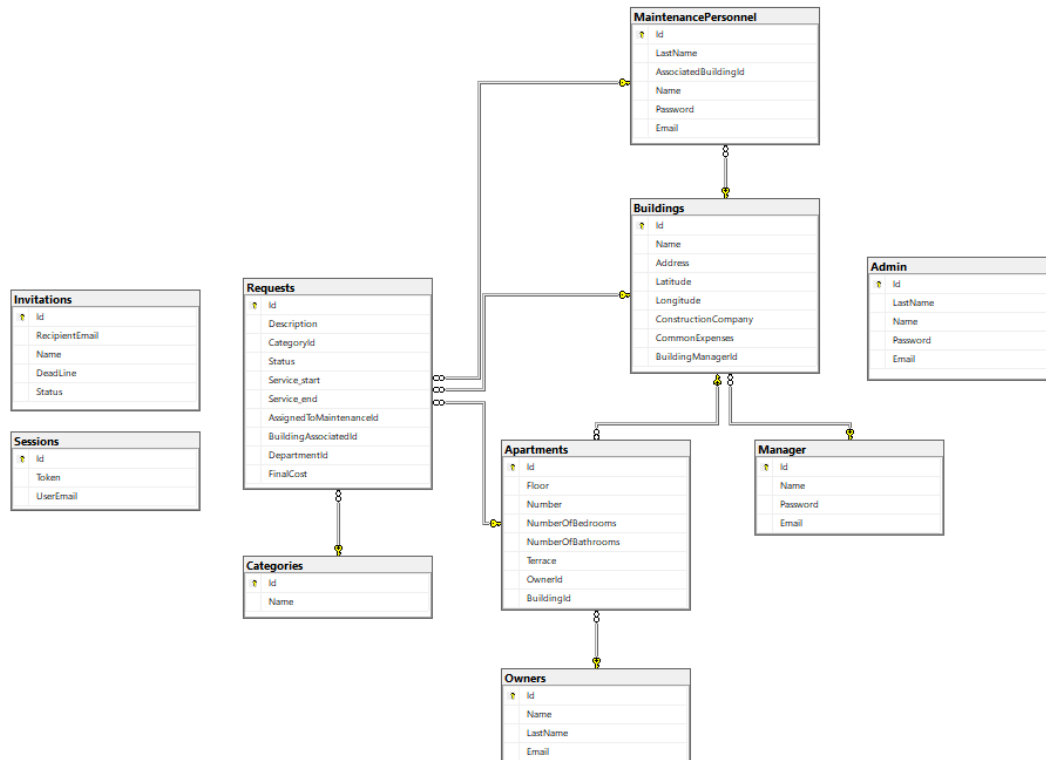 MaintenancePersonnel
Id
LastName
AssociatedBuildingId
Name
Password
Email
Buildings
Id
Name
Address
Latitude
Longitude
ConstructionCompany
CommonExpenses
BuildingManagerId
Admin
Id
LastName
Name
Password
Email
Requests
Id
Description
CategoryId
Status
Service_start
Service_end
AssignedToMaintenanceId
BuildingAssociatedId
DepartmentId
FinalCost
Invitations
Id
RecipientEmail
Name
DeadLine
Status
Sessions
Id
Token
UserEmail
Apartments
Id
Floor
Number
NumberOfBedrooms
NumberOfBathrooms
Terrace
OwnerId
BuildingId
Manager
Id
Name
Password
Email
Categories
Id
Name
Owners
Id
Name
LastName
Email